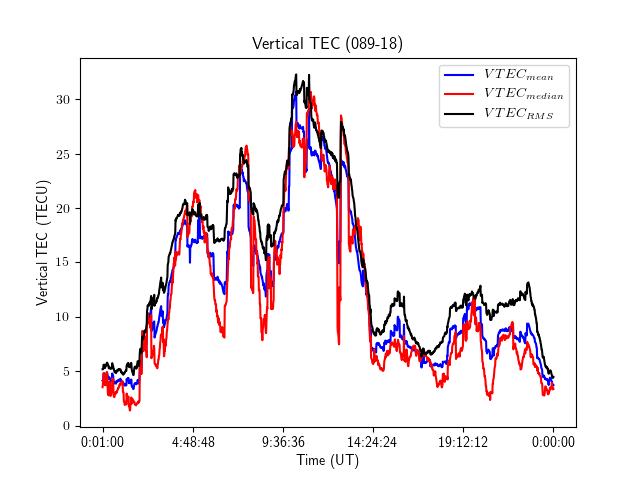 Vertical TEC (089-18)
VTEC_mean
VTEC_median
VTEC_RMS
Vertical TEC (TECU)
30
25
20
15
10
5
0
0:01:00 4:48:48 9:36:36 14:24:24 19:12:12 0:00:00
Time (UT)